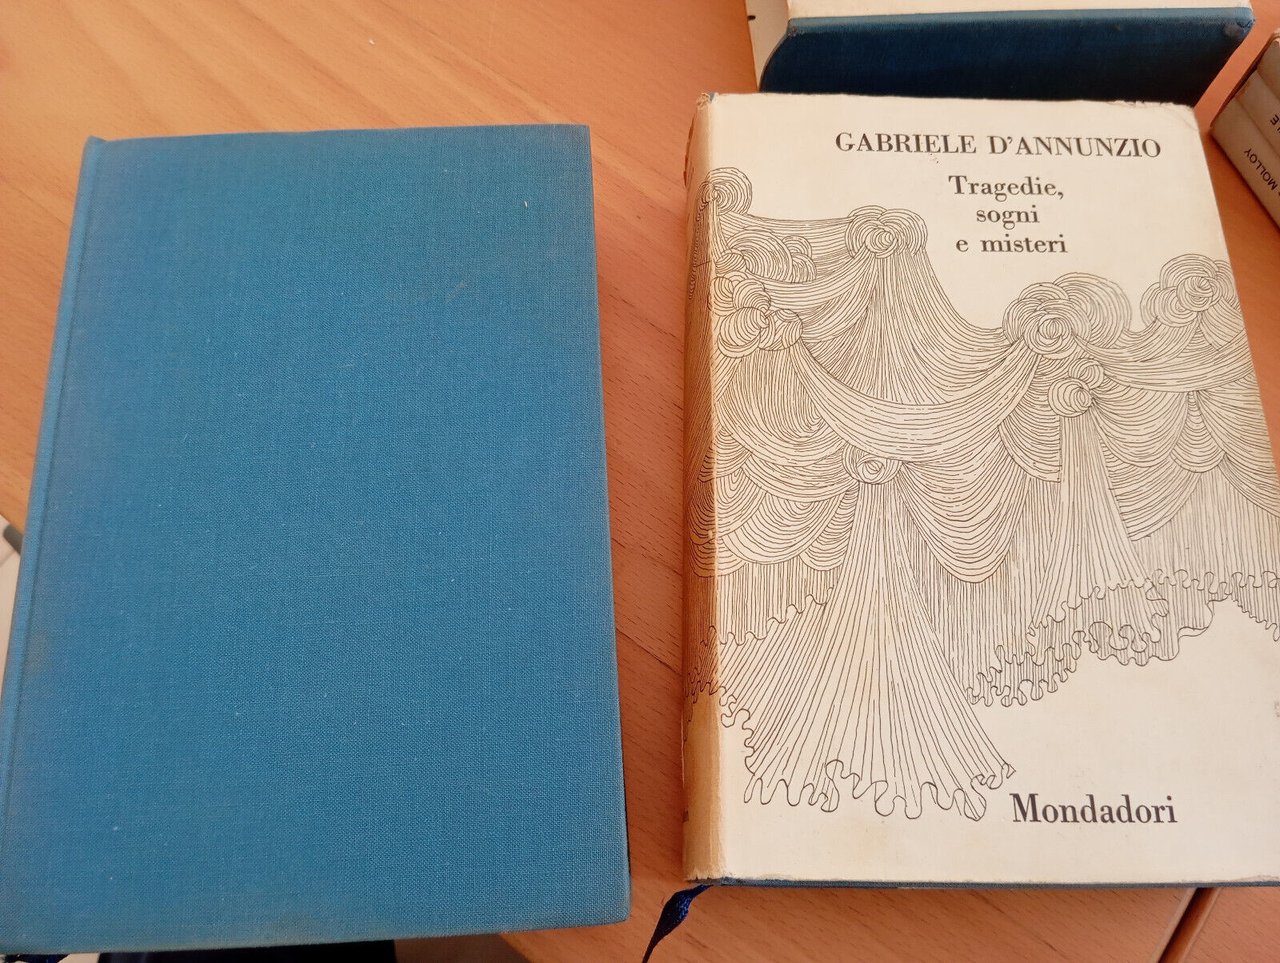 GABRIELE D'ANNUNZIO
Tragedie,
sogni
e misteri
Mondadori
MOLLOY